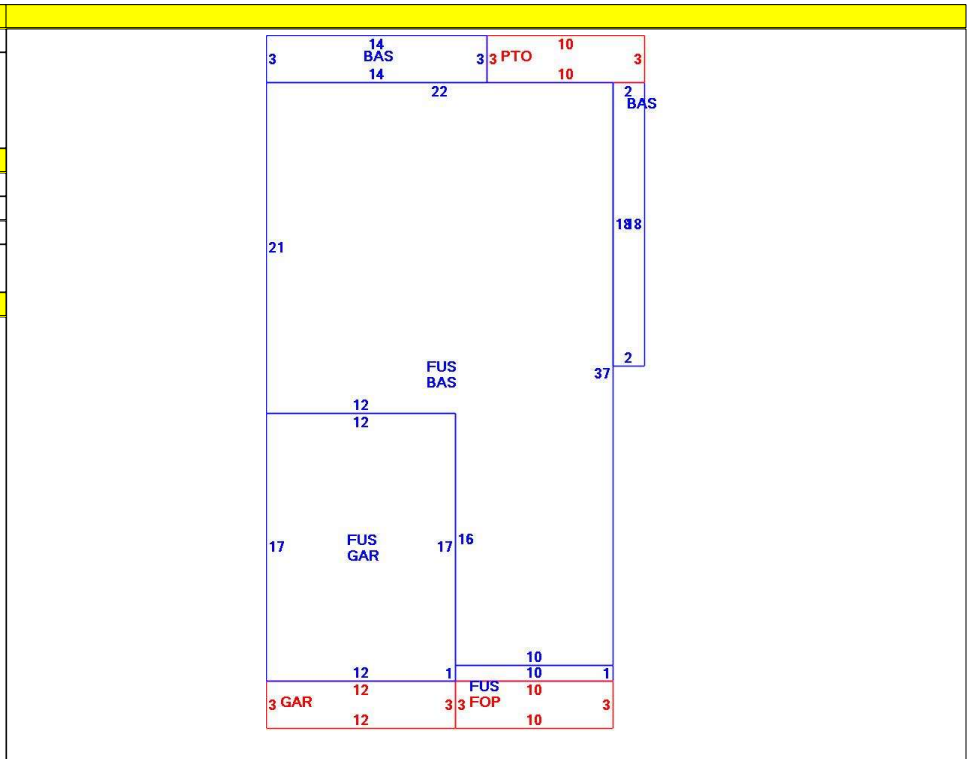 14 10
3 BAS 3 3 PTO 3
14 10
22 2
BAS
21 18 18
2
FUS 37
BAS
12
12
FUS 17 16
17 GAR
10
12 1 10 1
12 FUS 10
3 GAR 3 3 FOP 3
12 10